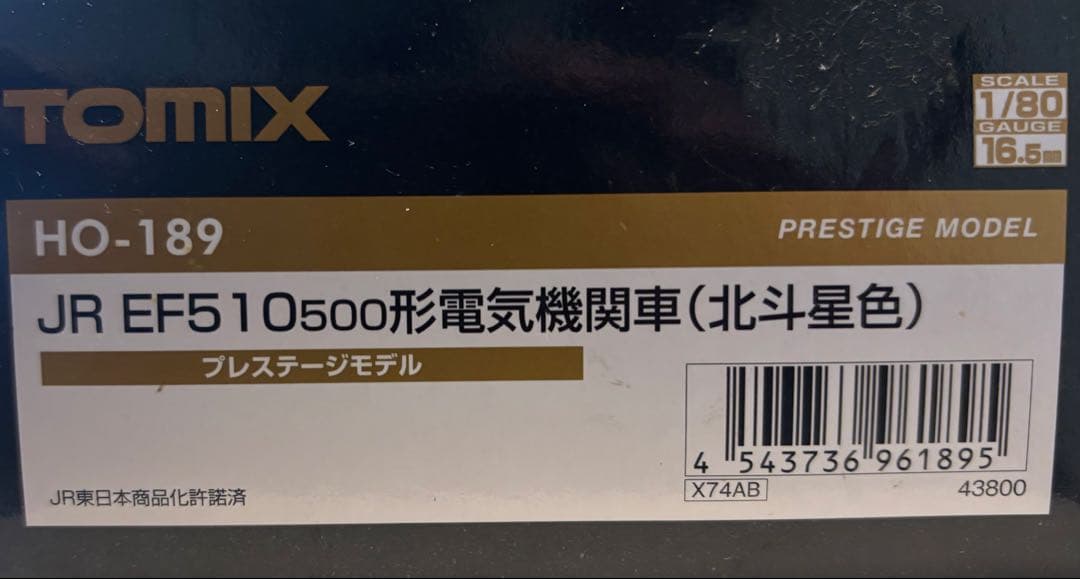 TOMIX
SCALE
1/80
GAUGE
16.5mm
HO-189
PRESTIGE MODEL
JR EF510500形電気機関車(北斗星色)
プレステージモデル
4 543736 961895
X74AB
43800
JR東日本商品化許諾済